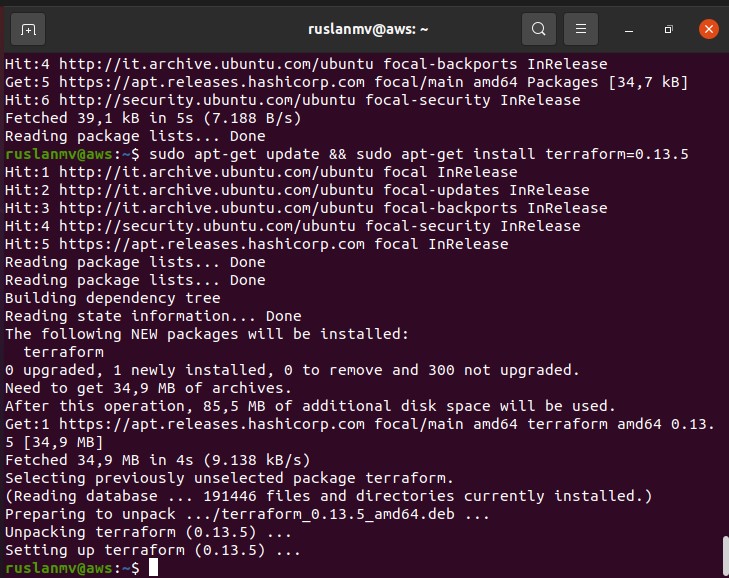 ruslanmv@aws: ~
Hit:4 http://it.archive.ubuntu.com/ubuntu focal-backports InRelease
Get:5 https://apt.releases.hashicorp.com focal/main amd64 Packages [34,7 kB]
Hit:6 http://security.ubuntu.com/ubuntu focal-security InRelease
Fetched 39,1 kB in 5s (7.188 B/s)
Reading package lists... Done
ruslanmv@aws:~$ sudo apt-get update && sudo apt-get install terraform=0.13.5
Hit:1 http://it.archive.ubuntu.com/ubuntu focal InRelease
Hit:2 http://it.archive.ubuntu.com/ubuntu focal-updates InRelease
Hit:3 http://it.archive.ubuntu.com/ubuntu focal-backports InRelease
Hit:4 http://security.ubuntu.com/ubuntu focal-security InRelease
Hit:5 https://apt.releases.hashicorp.com focal InRelease
Reading package lists... Done
Reading package lists... Done
Building dependency tree
Reading state information... Done
The following NEW packages will be installed:
  terraform
0 upgraded, 1 newly installed, 0 to remove and 300 not upgraded.
Need to get 34,9 MB of archives.
After this operation, 85,5 MB of additional disk space will be used.
Get:1 https://apt.releases.hashicorp.com focal/main amd64 terraform amd64 0.13.
5 [34,9 MB]
Fetched 34,9 MB in 4s (9.138 kB/s)
Selecting previously unselected package terraform.
(Reading database ... 191446 files and directories currently installed.)
Preparing to unpack .../terraform_0.13.5_amd64.deb ...
Unpacking terraform (0.13.5) ...
Setting up terraform (0.13.5) ...
ruslanmv@aws:~$